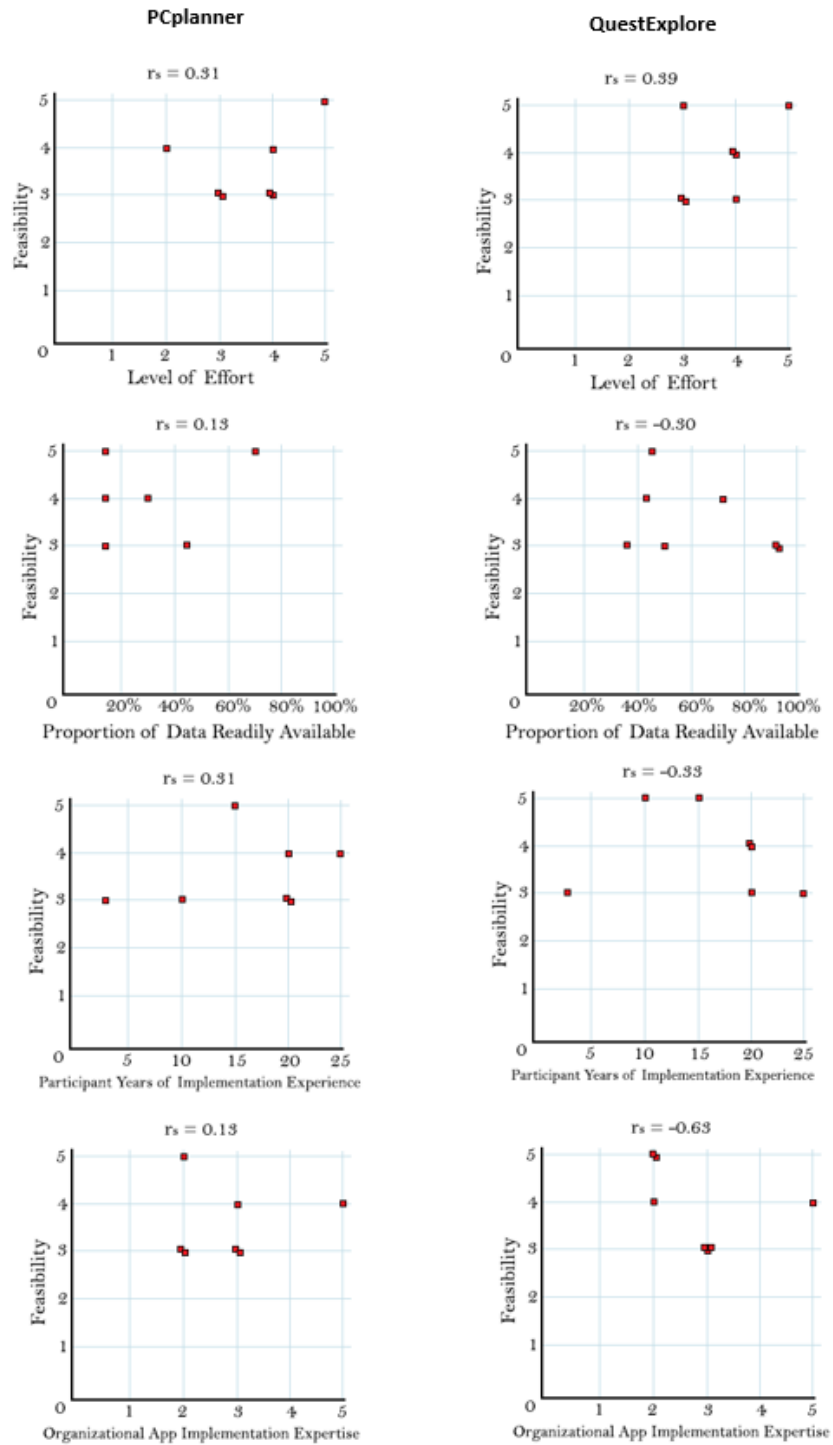 PCplanner
QuestExplore
rs = 0.31
5
4
3
2
1
0
1 2 3 4 5
Feasibility
Level of Effort
rs = 0.39
5
4
3
2
1
0
1 2 3 4 5
Feasibility
Level of Effort
rs = 0.13
5
4
3
2
1
0
20% 40% 60% 80% 100%
Feasibility
Proportion of Data Readily Available
rs = -0.30
5
4
3
2
1
0
20% 40% 60% 80% 100%
Feasibility
Proportion of Data Readily Available
rs = 0.31
5
4
3
2
1
0
5 10 15 20 25
Feasibility
Participant Years of Implementation Experience
rs = -0.33
5
4
3
2
1
0
5 10 15 20 25
Feasibility
Participant Years of Implementation Experience
rs = 0.13
5
4
3
2
1
0
1 2 3 4 5
Feasibility
Organizational App Implementation Expertise
rs = -0.63
5
4
3
2
1
0
1 2 3 4 5
Feasibility
Organizational App Implementation Expertise